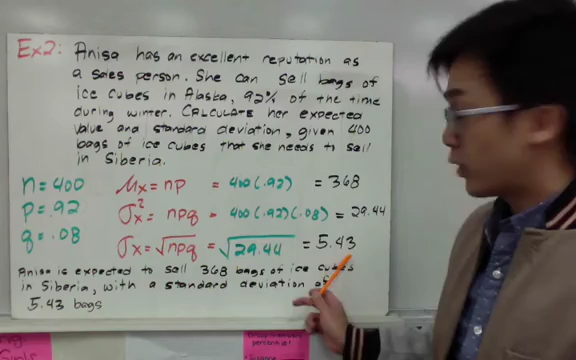 Ex2: Anisa has an excellent reputation as
a sales person. She can sell bags of
ice cubes in Alaska, 92% of the time
during winter. CALCULATE her expected
value and standard deviation, given 400
bags of ice cubes that she needs to sell
in Siberia.
n=400 μx = np = 400(.92) = 368
p=.92 σx² = npq = 400(.92)(.08) = 29.44
q=.08 σx = √npq = √29.44 = 5.43
Anisa is expected to sell 368 bags of ice cubes
in Siberia, with a standard deviation of
5.43 bags